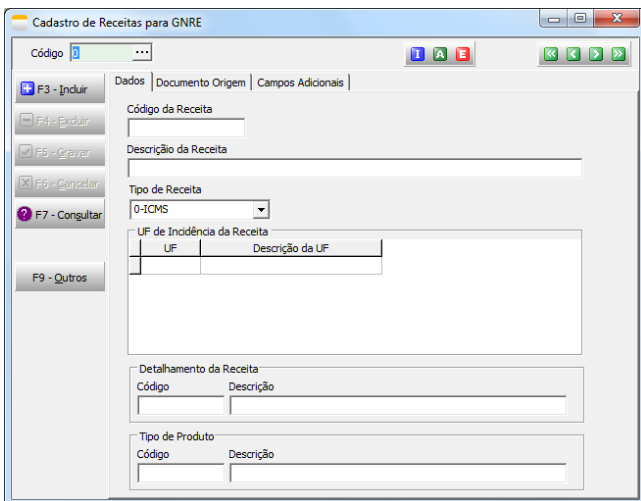 Cadastro de Receitas para GNRE
Código 0 ...
I A E
F3 - Incluir
F4 - Excluir
F5 - Gravar
F6 - Cancelar
F7 - Consultar
F9 - Outros
Dados Documento Origem Campos Adicionais
Código da Receita
Descriçãio da Receita
Tipo de Receita
0-ICMS
UF de Incidência da Receita
UF Descrição da UF
Detalhamento da Receita
Código Descrição
Tipo de Produto
Código Descrição